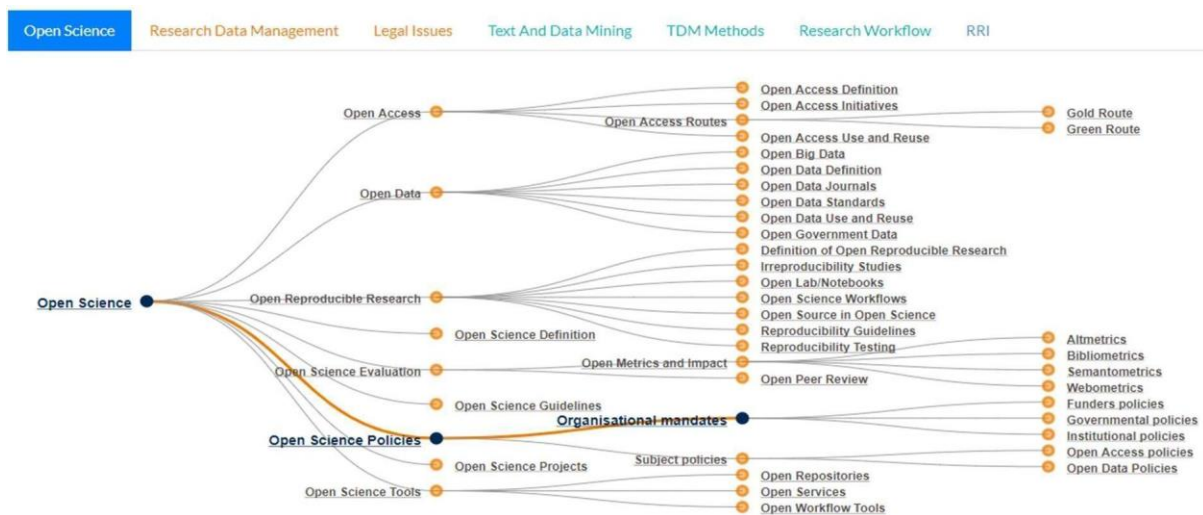 Open Science Research Data Management Legal Issues Text And Data Mining TDM Methods Research Workflow RRI
Open Science
Open Access
Open Access Definition
Open Access Initiatives
Open Access Routes
Gold Route
Green Route
Open Access Use and Reuse
Open Data
Open Big Data
Open Data Definition
Open Data Journals
Open Data Standards
Open Data Use and Reuse
Open Government Data
Open Reproducible Research
Definition of Open Reproducible Research
Irreproducibility Studies
Open Lab/Notebooks
Open Science Workflows
Open Source in Open Science
Reproducibility Guidelines
Reproducibility Testing
Open Science Definition
Open Science Evaluation
Open Metrics and Impact
Altmetrics
Bibliometrics
Semantometrics
Webometrics
Open Peer Review
Open Science Guidelines
Open Science Policies
Organisational mandates
Funders policies
Governmental policies
Institutional policies
Subject policies
Open Access policies
Open Data Policies
Open Science Projects
Open Science Tools
Open Repositories
Open Services
Open Workflow Tools